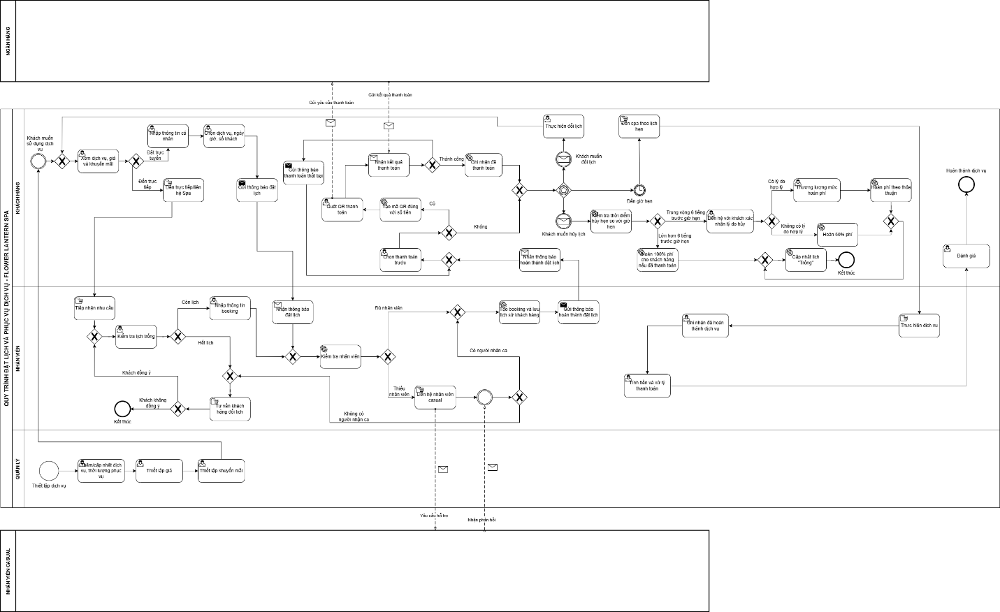 NGÂN HÀNG
Gửi kết quả thanh toán
Gửi yêu cầu thanh toán
QUY TRÌNH ĐẶT LỊCH VÀ PHỤC VỤ DỊCH VỤ - FLOWER LANTERN SPA
KHÁCH HÀNG
Khách muốn
sử dụng dịch
vụ
Xem dịch vụ, giá
và khuyến mãi
Nhập thông tin cá
nhân
Chọn dịch vụ, ngày
giờ, số khách
Đặt trực
tuyến
Đến trực
tiếp
Đến trực tiếp/liên
hệ Spa
Gửi thông báo đặt
lịch
Gửi thông báo
thanh toán thất bại
Nhận kết quả
thanh toán
Thành công
Ghi nhận đã
thanh toán
Quét QR thanh
toán
Tạo mã QR đúng
với số tiền
Có
Không
Chọn thanh toán
trước
Nhận thông báo
hoàn thành đặt lịch
Thực hiện đổi lịch
Khách muốn
đổi lịch
Đến spa theo lịch
hẹn
Đến giờ hẹn
Khách muốn hủy lịch
Kiểm tra thời điểm
hủy hẹn so với giờ
hẹn
Trong vòng 6 tiếng
trước giờ hẹn
Lớn hơn 6 tiếng
trước giờ hẹn
Hoàn 100% phí
cho khách hàng
nếu đã thanh toán
Liên hệ với khách xác
nhận lý do hủy
Có lý do
hợp lý
Không có lý
do hợp lý
Thương lượng mức
hoàn phí
Hoàn phí theo thỏa
thuận
Hoàn 50% phí
Cập nhật lịch
"Trống"
Kết thúc
Hoàn thành dịch vụ
Đánh giá
NHÂN VIÊN
Tiếp nhận nhu cầu
Kiểm tra lịch trống
Còn lịch
Nhập thông tin
booking
Hết lịch
Khách đồng ý
Khách không
đồng ý
Kết thúc
Tư vấn khách
hàng đổi lịch
Nhận thông báo
đặt lịch
Kiểm tra nhân viên
Đủ nhân viên
Thiếu
nhân viên
Liên hệ nhân viên
casual
Không có
người nhận ca
Có người nhận ca
Tạo booking và lưu
lịch sử khách hàng
Gửi thông báo
hoàn thành đặt lịch
Ghi nhận đã hoàn
thành dịch vụ
Thực hiện dịch vụ
Tính tiền và xử lý
thanh toán
QUẢN LÝ
Thiết lập dịch vụ
Thêm/cập nhật dịch
vụ, thời lượng phục
vụ
Thiết lập giá
Thiết lập khuyến mãi
Yêu cầu hỗ trợ
Nhận phản hồi
NHÂN VIÊN CASUAL